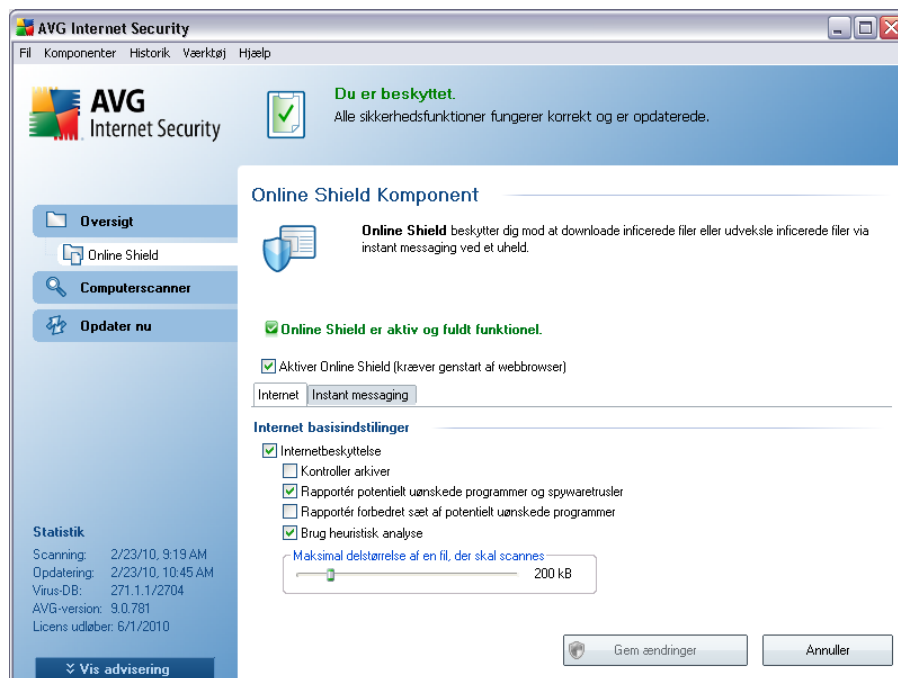 AVG Internet Security
Fil Komponenter Historik Værktøj Hjælp
AVG
Internet Security
Du er beskyttet.
Alle sikkerhedsfunktioner fungerer korrekt og er opdaterede.
Oversigt
Online Shield
Computerscanner
Opdater nu
Online Shield Komponent
Online Shield beskytter dig mod at downloade inficerede filer eller udveksle inficerede filer via
instant messaging ved et uheld.
Online Shield er aktiv og fuldt funktionel.
Aktiver Online Shield (kræver genstart af webbrowser)
Internet Instant messaging
Internet basisindstilinger
Internetbeskyttelse
Kontroller arkiver
Rapportér potentielt uønskede programmer og spywaretrusler
Rapportér forbedret sæt af potentielt uønskede programmer
Brug heuristisk analyse
Maksimal delstørrelse af en fil, der skal scannes
200 kB
Statistik
Scanning: 2/23/10, 9:19 AM
Opdatering: 2/23/10, 10:45 AM
Virus-DB: 271.1.1/2704
AVG-version: 9.0.781
Licens udløber: 6/1/2010
Vis advisering
Gem ændringer
Annuller